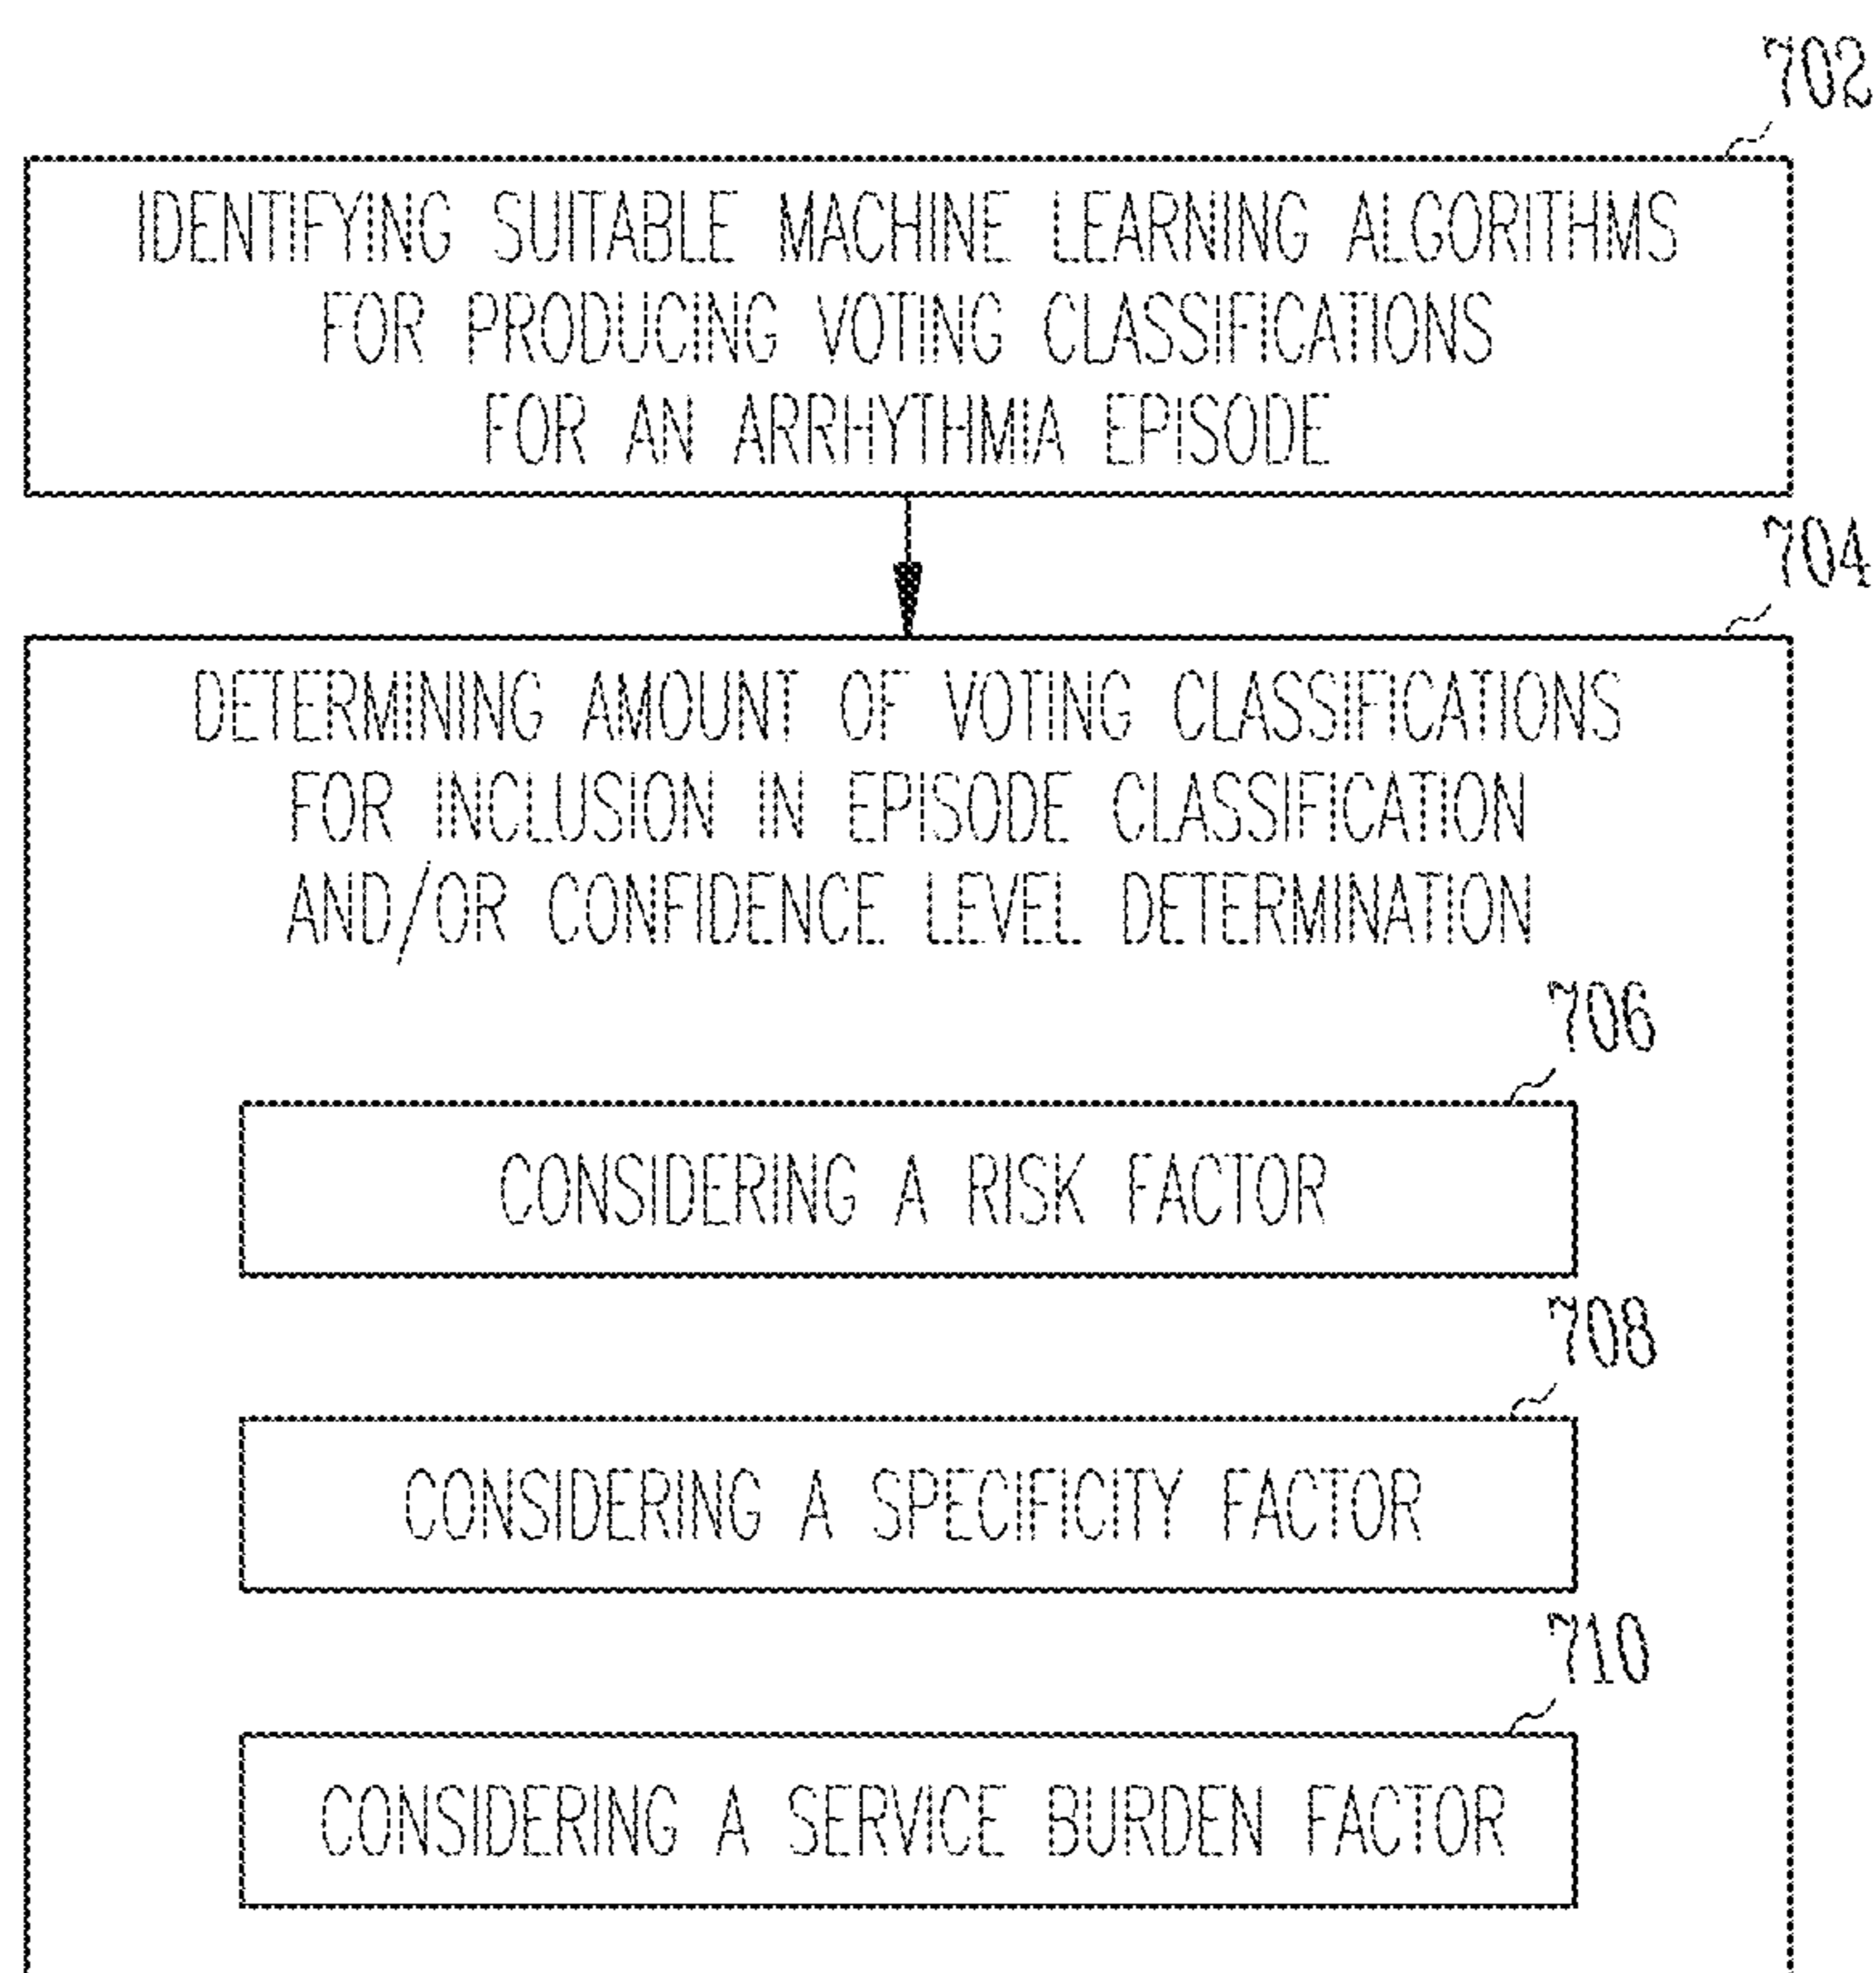 702
IDENTIFYING SUITABLE MACHINE LEARNING ALGORITHMS
FOR PRODUCING VOTING CLASSIFICATIONS
FOR AN ARRHYTHMIA EPISODE
704
DETERMINING AMOUNT OF VOTING CLASSIFICATIONS
FOR INCLUSION IN EPISODE CLASSIFICATION
AND/OR CONFIDENCE LEVEL DETERMINATION
706
CONSIDERING A RISK FACTOR
708
CONSIDERING A SPECIFICITY FACTOR
710
CONSIDERING A SERVICE BURDEN FACTOR